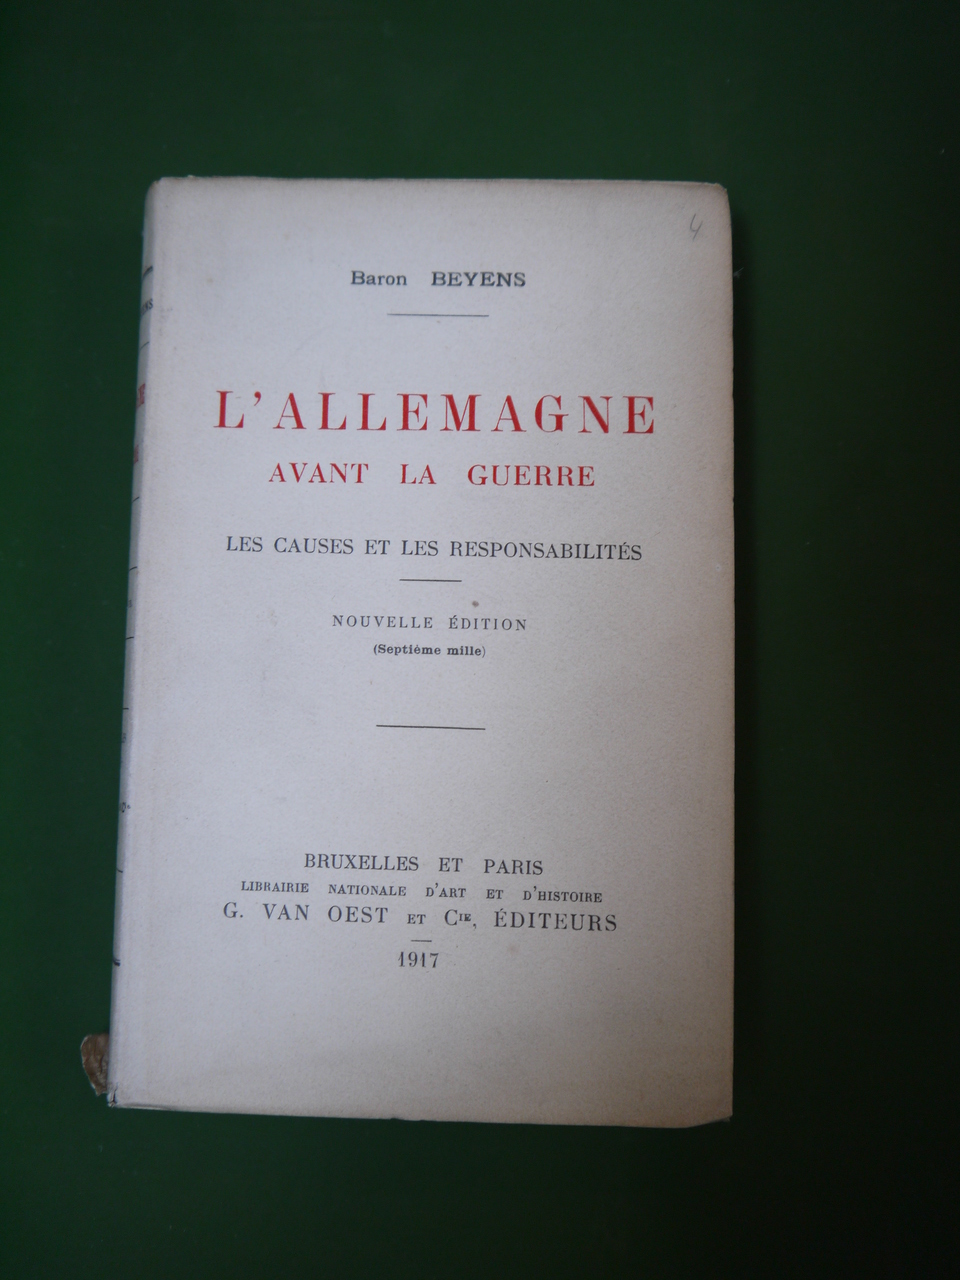 4
Baron BEYENS
L'ALLEMAGNE
AVANT LA GUERRE
LES CAUSES ET LES RESPONSABILITÉS
NOUVELLE ÉDITION
(Septième mille)
BRUXELLES ET PARIS
LIBRAIRIE NATIONALE D'ART ET D'HISTOIRE
G. VAN OEST ET CIE, ÉDITEURS
1917